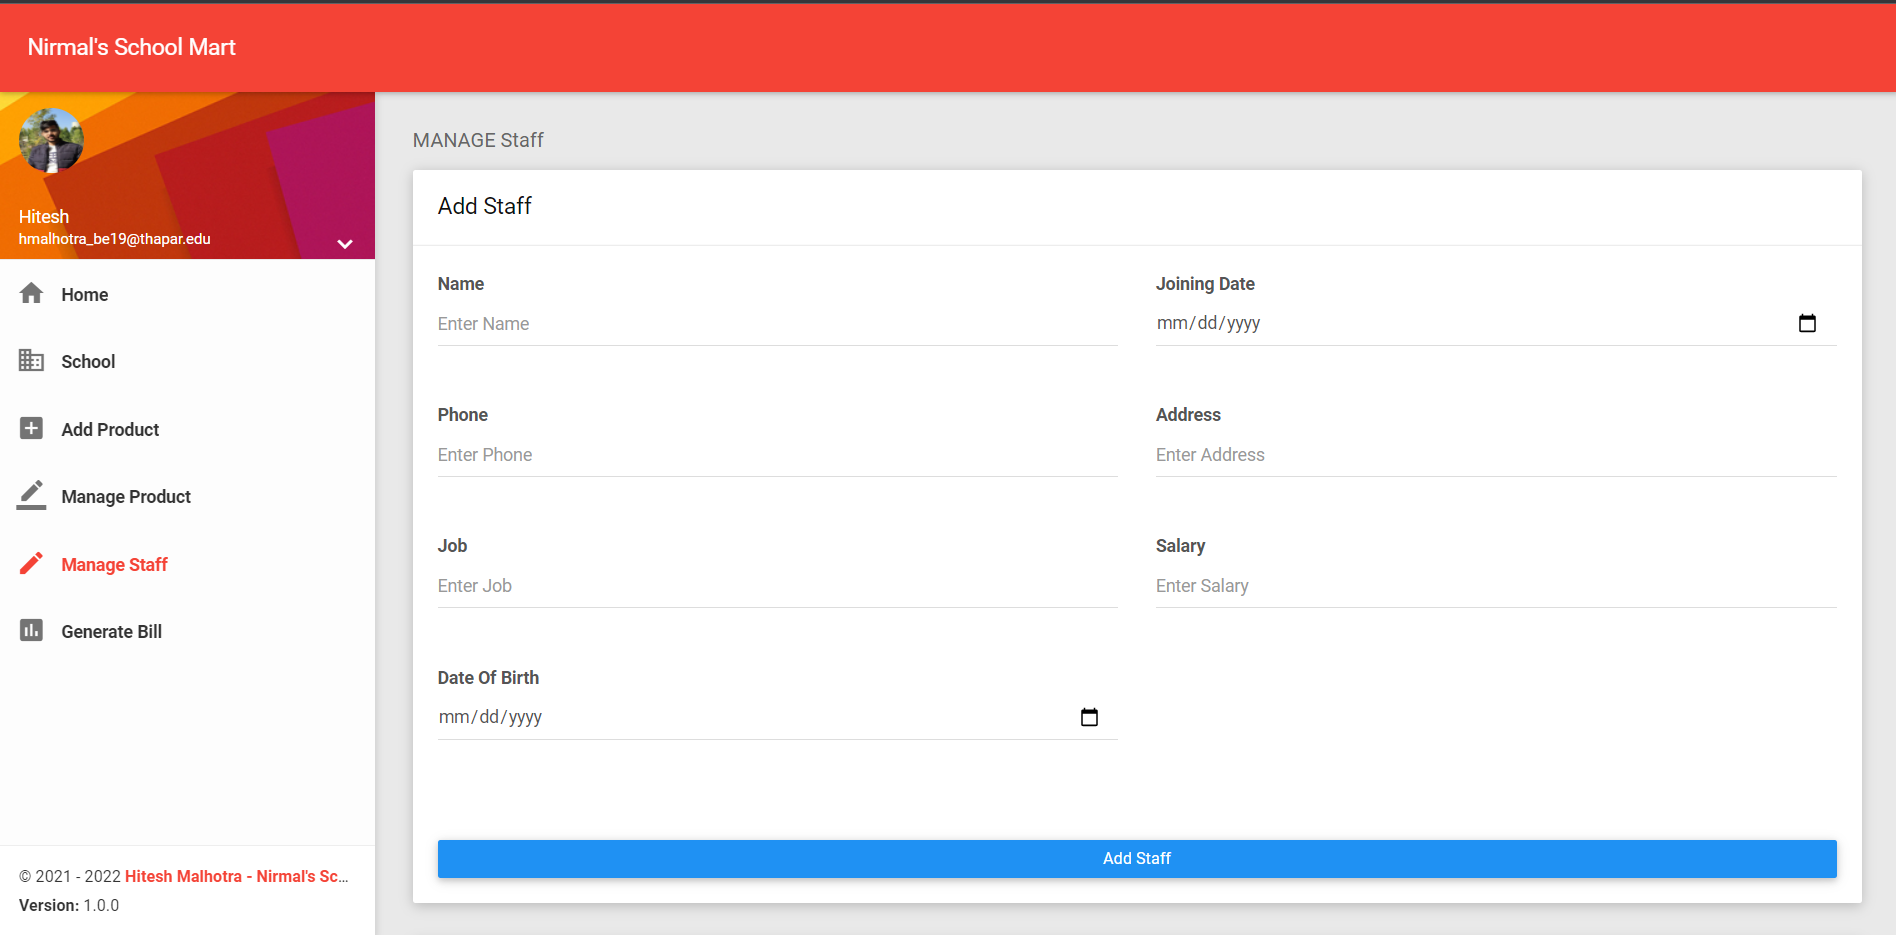 Nirmal's School Mart
Hitesh
hmalhotra_be19@thapar.edu
Home
School
Add Product
Manage Product
Manage Staff
Generate Bill
© 2021 - 2022 Hitesh Malhotra - Nirmal's Sc...
Version: 1.0.0
MANAGE Staff
Add Staff
Name
Enter Name
Joining Date
mm/dd/yyyy
Phone
Enter Phone
Address
Enter Address
Job
Enter Job
Salary
Enter Salary
Date Of Birth
mm/dd/yyyy
Add Staff